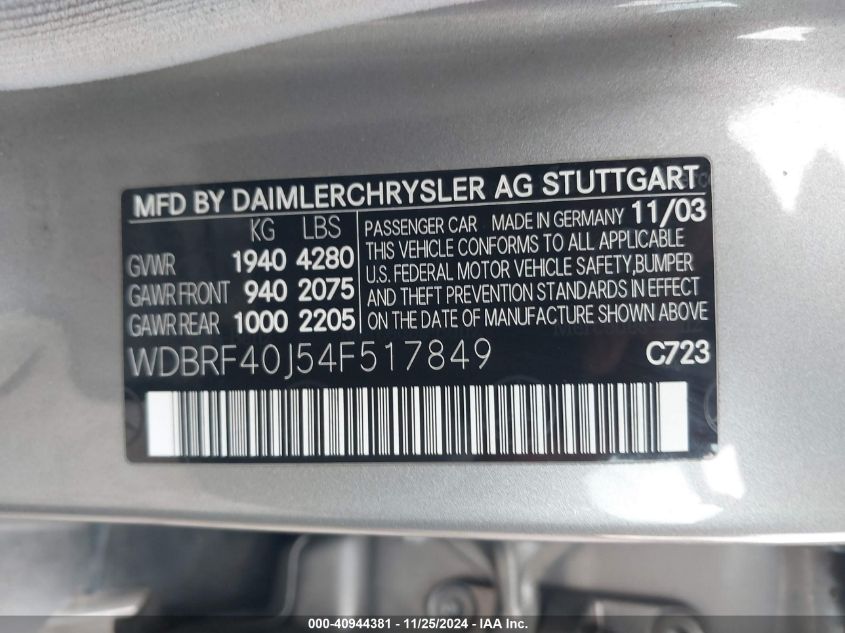 MFD BY DAIMLERCHRYSLER AG STUTTGART
KG LBS
GVWR 1940 4280
GAWR FRONT 940 2075
GAWR REAR 1000 2205
PASSENGER CAR MADE IN GERMANY 11/03
THIS VEHICLE CONFORMS TO ALL APPLICABLE
U.S. FEDERAL MOTOR VEHICLE SAFETY,BUMPER
AND THEFT PREVENTION STANDARDS IN EFFECT
ON THE DATE OF MANUFACTURE SHOWN ABOVE
WDBRF40J54F517849 C723
000-40944381 - 11/25/2024 - IAA Inc.